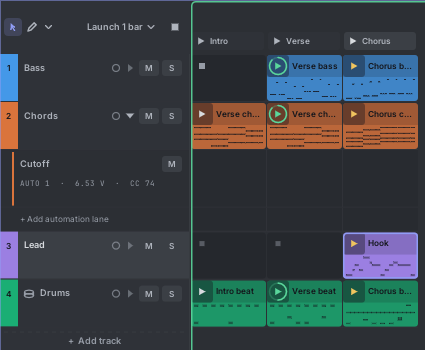 Launch 1 bar
Intro
Verse
Chorus
1 Bass M S
Verse bass
Chorus b...
2 Chords M S
Verse ch...
Verse ch...
Chorus c...
Cutoff M
AUTO 1 · 6.53 V · CC 74
+ Add automation lane
3 Lead M S
Hook
4 Drums M S
Intro beat
Verse beat
Chorus b...
+ Add track